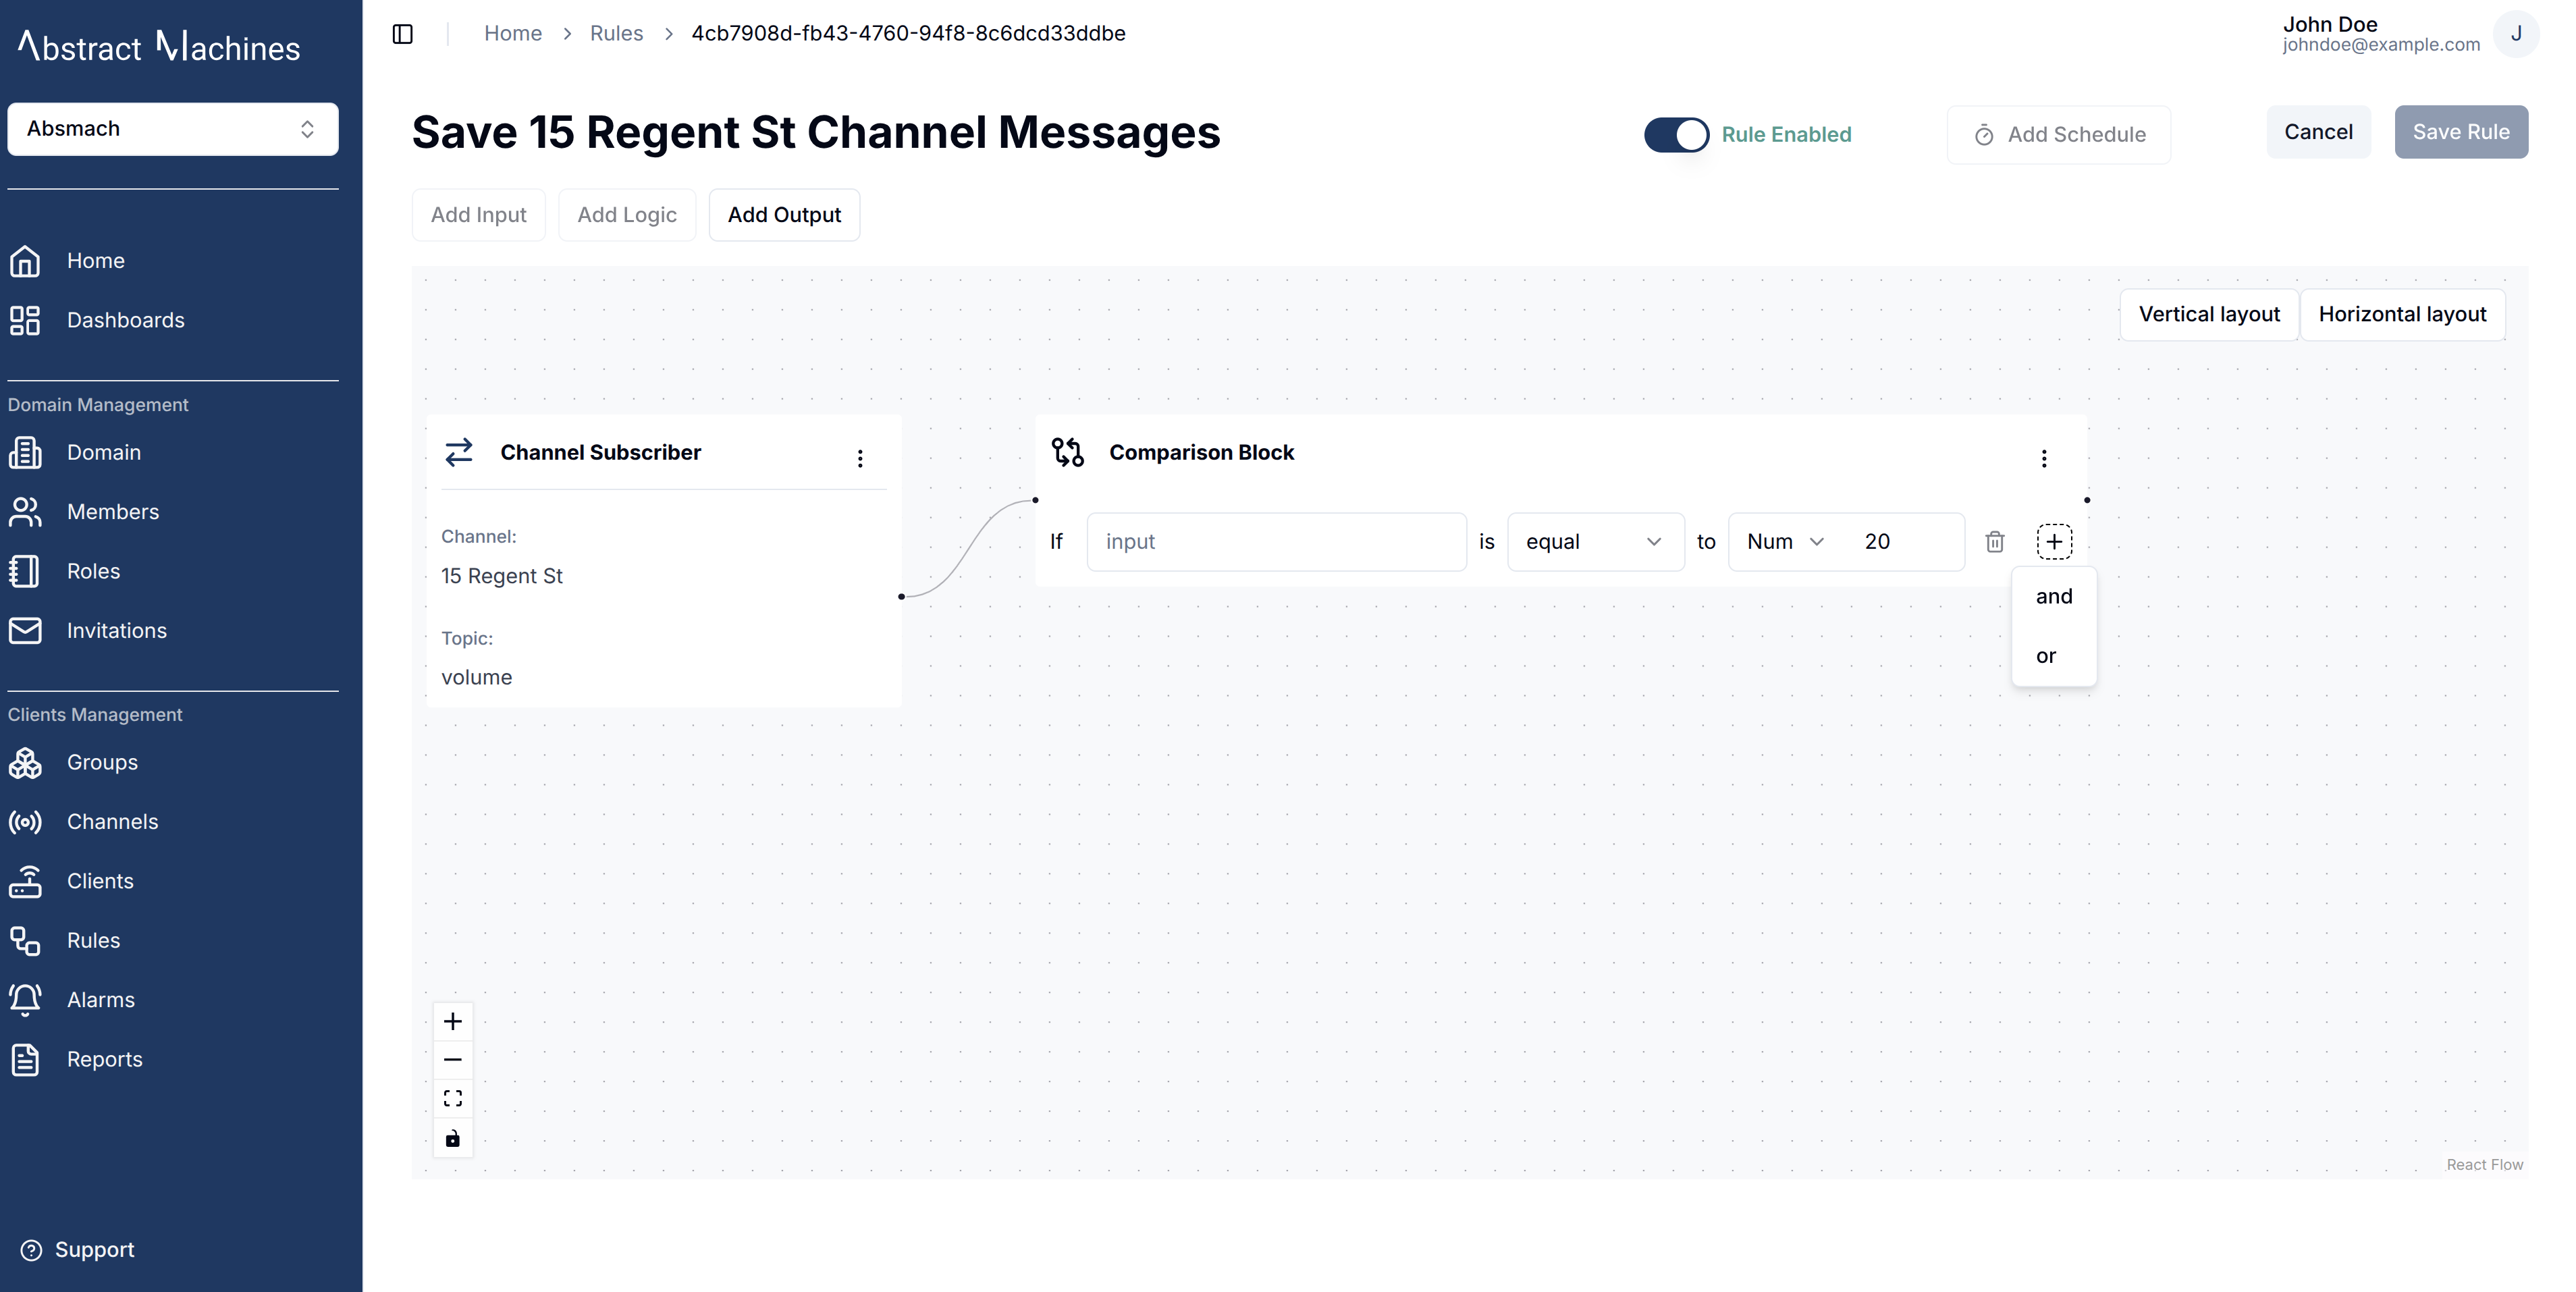 Abstract Machines
Absmach
Home
Dashboards
Domain Management
Domain
Members
Roles
Invitations
Clients Management
Groups
Channels
Clients
Rules
Alarms
Reports
Support
Home > Rules > 4cb7908d-fb43-4760-94f8-8c6dcd33ddbe
John Doe
johndoe@example.com
J
Save 15 Regent St Channel Messages
Rule Enabled
Add Schedule
Cancel
Save Rule
Add Input
Add Logic
Add Output
Vertical layout
Horizontal layout
Channel Subscriber
Channel:
15 Regent St
Topic:
volume
Comparison Block
If input is equal to Num 20
and
or
React Flow